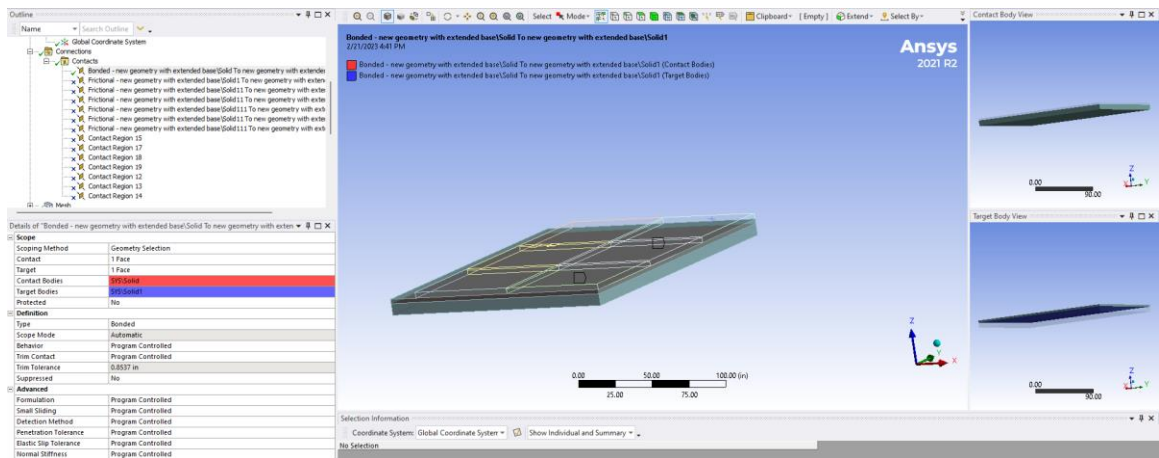 Outline
Name
Search Outline
Global Coordinate System
Connections
Contacts
Bonded - new geometry with extended base\Solid To new geometry with extended
Frictional - new geometry with extended base\Solid1 To new geometry with exten
Frictional - new geometry with extended base\Solid11 To new geometry with exte
Frictional - new geometry with extended base\Solid11 To new geometry with exte
Frictional - new geometry with extended base\Solid111 To new geometry with ext
Frictional - new geometry with extended base\Solid111 To new geometry with ext
Frictional - new geometry with extended base\Solid111 To new geometry with ext
Contact Region 15
Contact Region 17
Contact Region 18
Contact Region 19
Contact Region 12
Contact Region 13
Contact Region 14
Mesh
Details of "Bonded - new geometry with extended base\Solid To new geometry with exten
Scope
Scoping Method Geometry Selection
Contact 1 Face
Target 1 Face
Contact Bodies SYS\Solid
Target Bodies SYS\Solid1
Protected No
Definition
Type Bonded
Scope Mode Automatic
Behavior Program Controlled
Trim Contact Program Controlled
Trim Tolerance 0.8537 in
Suppressed No
Advanced
Formulation Program Controlled
Small Sliding Program Controlled
Detection Method Program Controlled
Penetration Tolerance Program Controlled
Elastic Slip Tolerance Program Controlled
Normal Stiffness Program Controlled
Select Mode Clipboard [ Empty ] Extend Select By
Bonded - new geometry with extended base\Solid To new geometry with extended base\Solid1
2/21/2023 4:41 PM
Bonded - new geometry with extended base\Solid To new geometry with extended base\Solid1 (Contact Bodies)
Bonded - new geometry with extended base\Solid To new geometry with extended base\Solid1 (Target Bodies)
Ansys
2021 R2
Z
Y
X
0.00 50.00 100.00 (in)
25.00 75.00
Selection Information
Coordinate System: Global Coordinate System Show Individual and Summary
No Selection
Contact Body View
0.00
90.00
Z
X
Y
Target Body View
0.00
90.00
Z
X
Y